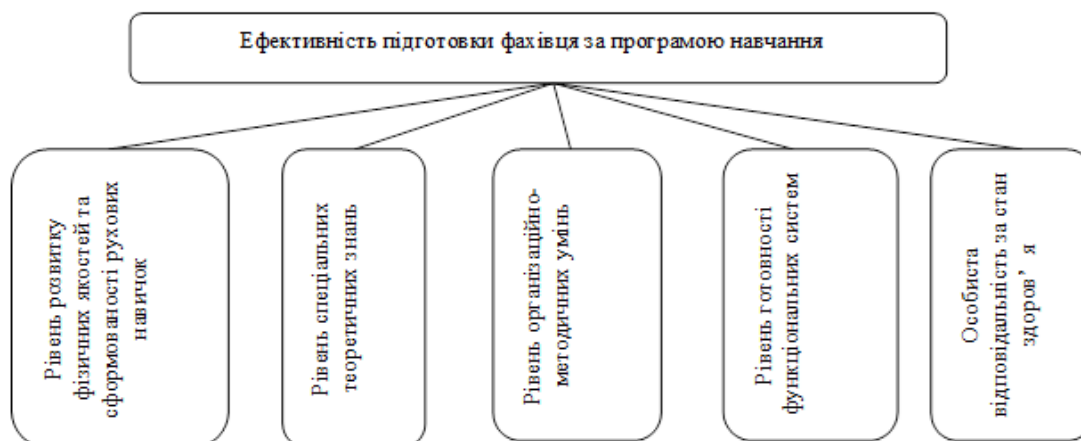 Ефективність підготовки фахівця за програмою навчання
Рівень розвитку
фізичних якостей та
сформованості рухових
навичок
Рівень спеціальних
теоретичних знань
Рівень організаційно-
методичних умінь
Рівень готовності
функціональних систем
Особиста
відповідальність за стан
здоров’ я